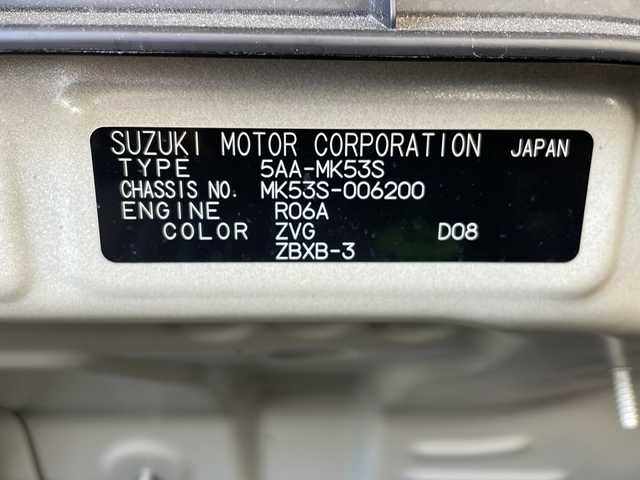 SUZUKI MOTOR CORPORATION JAPAN
TYPE 5AA-MK53S
CHASSIS NO. MK53S-006200
ENGINE R06A
COLOR ZVG D08
ZBXB-3